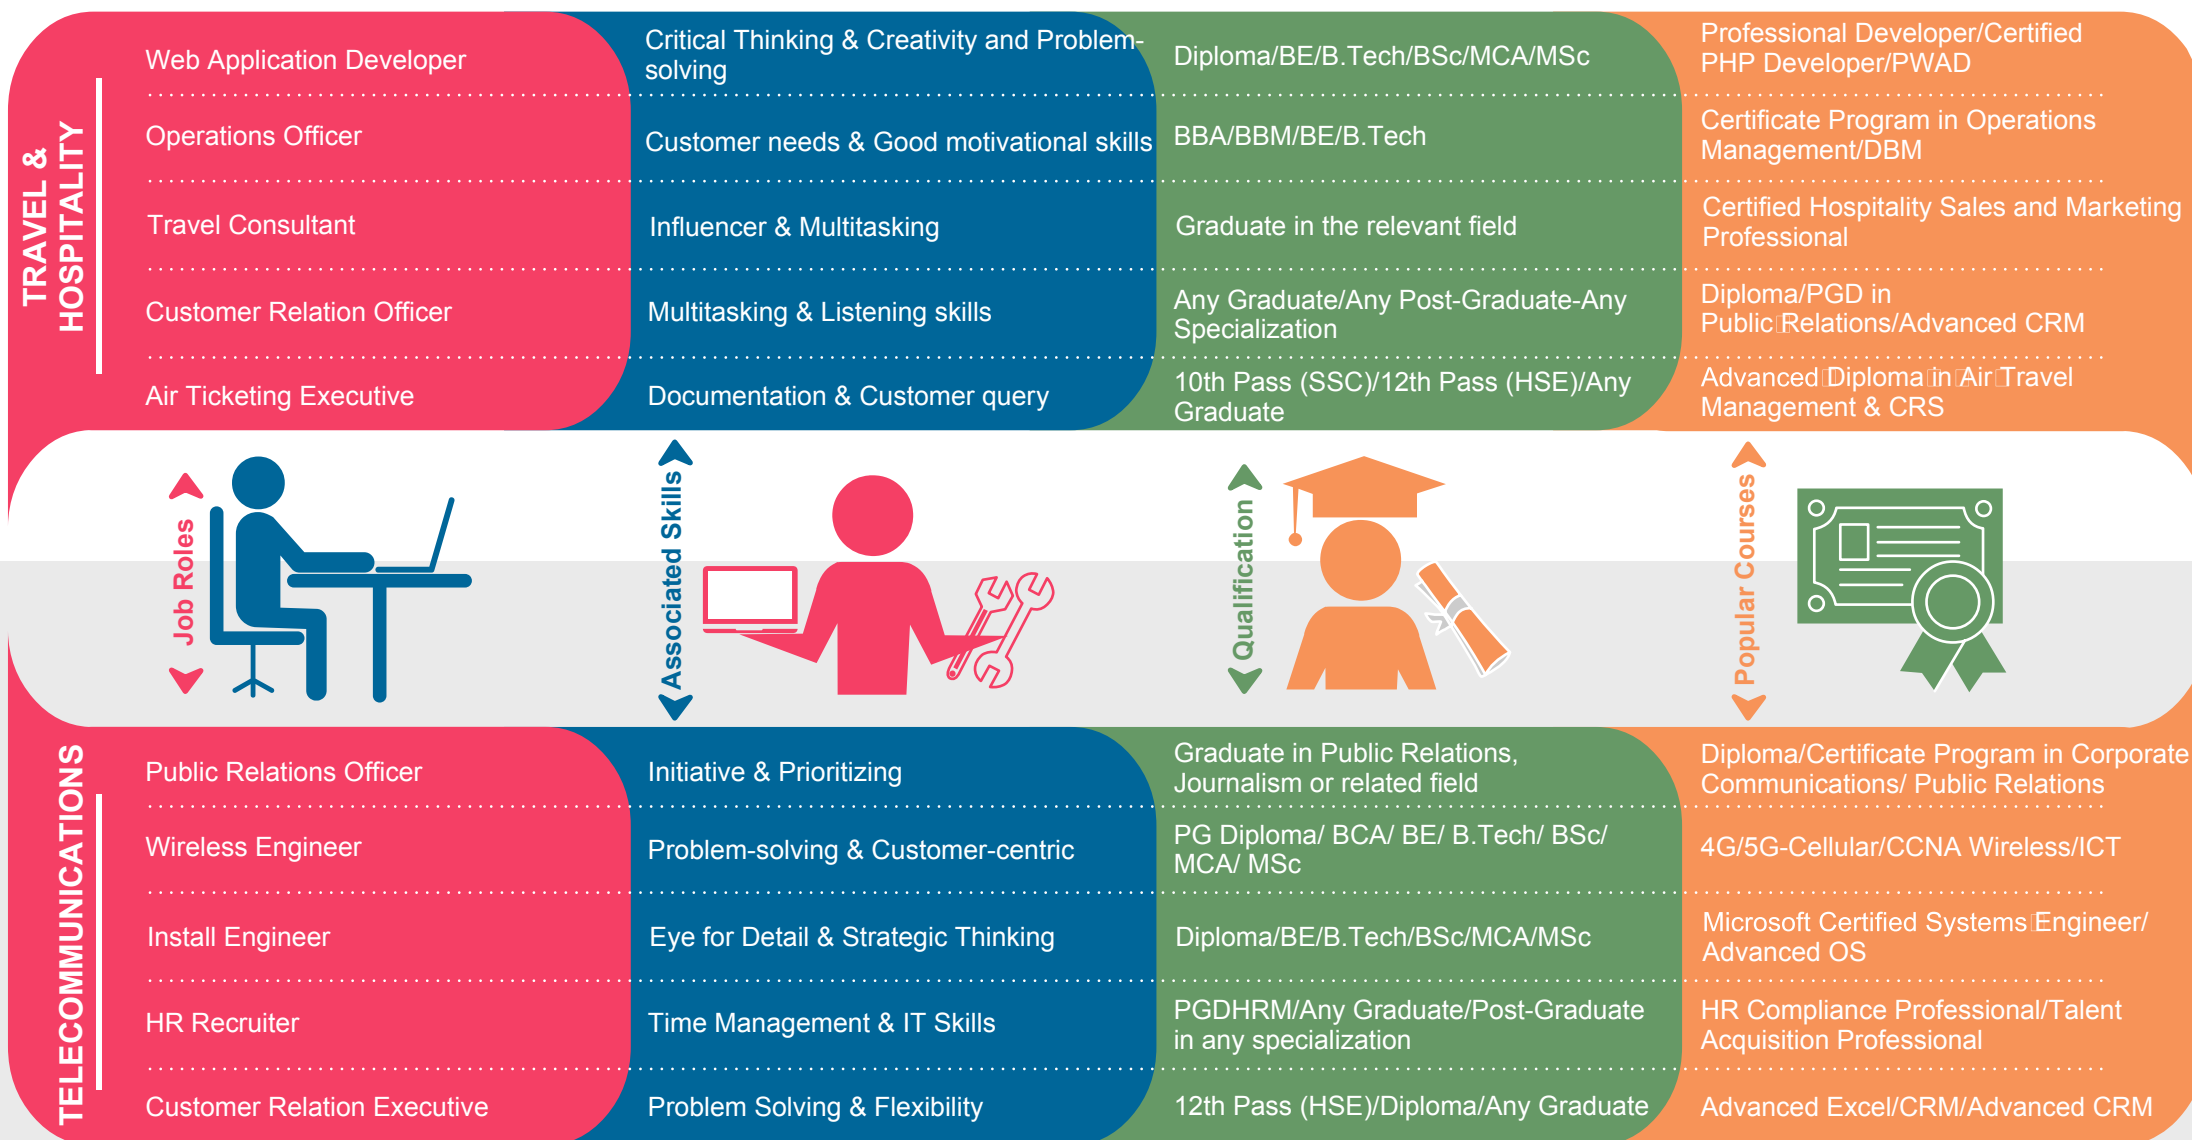 TRAVEL &
HOSPITALITY
Web Application Developer
Critical Thinking & Creativity and Problem-
solving
Diploma/BE/B.Tech/BSc/MCA/MSc
Professional Developer/Certified
PHP Developer/PWAD
Operations Officer
Customer needs & Good motivational skills
BBA/BBM/BE/B.Tech
Certificate Program in Operations
Management/DBM
Travel Consultant
Influencer & Multitasking
Graduate in the relevant field
Certified Hospitality Sales and Marketing
Professional
Customer Relation Officer
Multitasking & Listening skills
Any Graduate/Any Post-Graduate-Any
Specialization
Diploma/PGD in
Public Relations/Advanced CRM
Air Ticketing Executive
Documentation & Customer query
10th Pass (SSC)/12th Pass (HSE)/Any
Graduate
Advanced Diploma in Air Travel
Management & CRS
Job Roles
Associated Skills
Qualification
Popular Courses
TELECOMMUNICATIONS
Public Relations Officer
Initiative & Prioritizing
Graduate in Public Relations,
Journalism or related field
Diploma/Certificate Program in Corporate
Communications/ Public Relations
Wireless Engineer
Problem-solving & Customer-centric
PG Diploma/ BCA/ BE/ B.Tech/ BSc/
MCA/ MSc
4G/5G-Cellular/CCNA Wireless/ICT
Install Engineer
Eye for Detail & Strategic Thinking
Diploma/BE/B.Tech/BSc/MCA/MSc
Microsoft Certified Systems Engineer/
Advanced OS
HR Recruiter
Time Management & IT Skills
PGDHRM/Any Graduate/Post-Graduate
in any specialization
HR Compliance Professional/Talent
Acquisition Professional
Customer Relation Executive
Problem Solving & Flexibility
12th Pass (HSE)/Diploma/Any Graduate
Advanced Excel/CRM/Advanced CRM